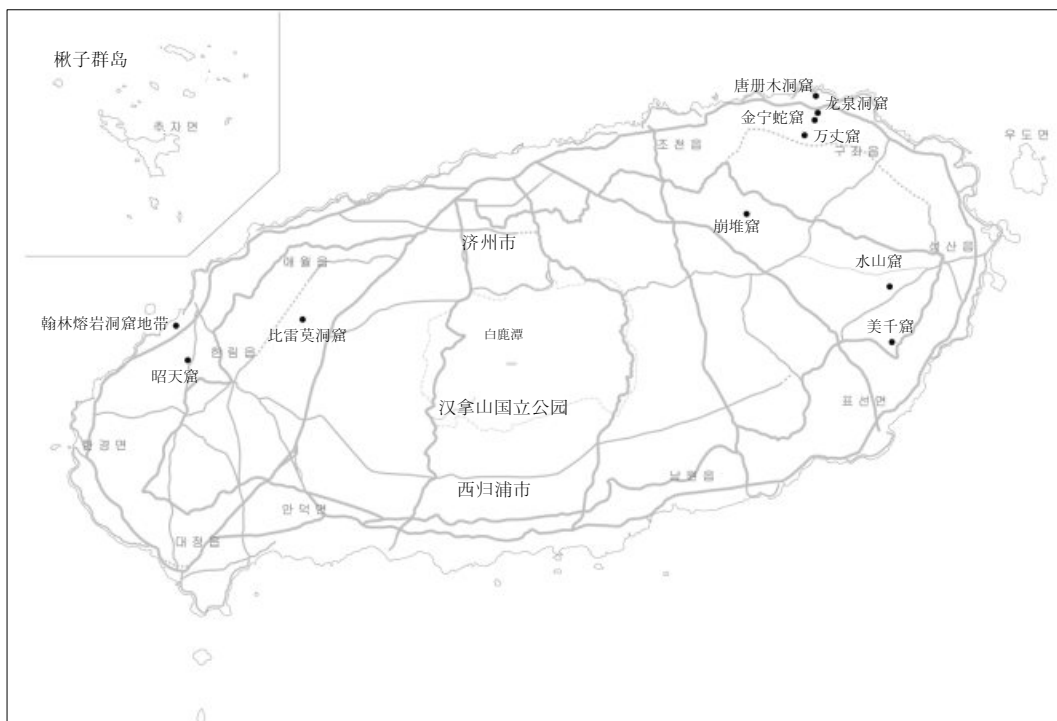 楸子群岛
추자면
唐册木洞窟
龙泉洞窟
金宁蛇窟
万丈窟
우도면
조천읍
구좌읍
崩堆窟
济州市
성산읍
애월읍
水山窟
翰林熔岩洞窟地带
比雷莫洞窟
白鹿潭
美千窟
한림읍
昭天窟
汉拿山国立公园
표선면
한경면
남원읍
西归浦市
안덕면
대정읍